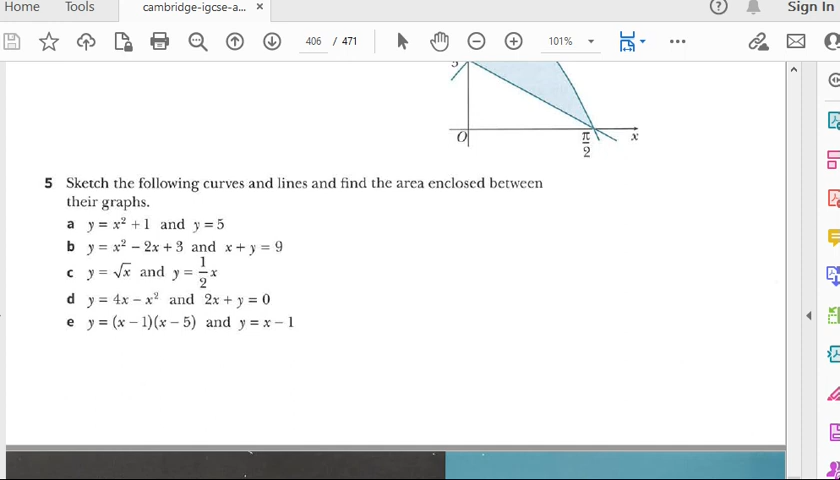 Home Tools cambridge-igcse-a... × Sign In
406 / 471 101%
5
O π/2 x
5 Sketch the following curves and lines and find the area enclosed between
their graphs.
a y = x² + 1 and y = 5
b y = x² − 2x + 3 and x + y = 9
c y = √x and y = 1/2 x
d y = 4x − x² and 2x + y = 0
e y = (x − 1)(x − 5) and y = x − 1